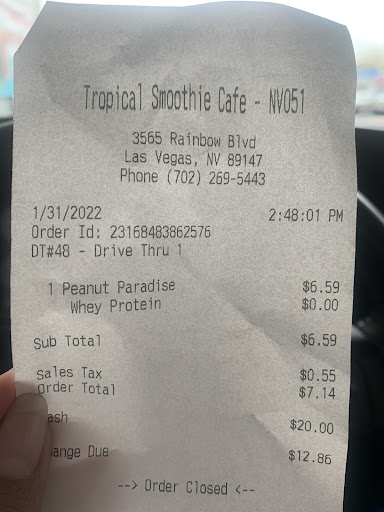 Tropical Smoothie Cafe - NV051
3565 Rainbow Blvd
Las Vegas, NV 89147
Phone (702) 269-5443
1/31/2022 2:48:01 PM
Order Id: 23168483862576
DT#48 - Drive Thru 1
1 Peanut Paradise $6.59
Whey Protein $0.00
Sub Total $6.59
Sales Tax $0.55
Order Total $7.14
ash $20.00
ange Due $12.86
--> Order Closed <--